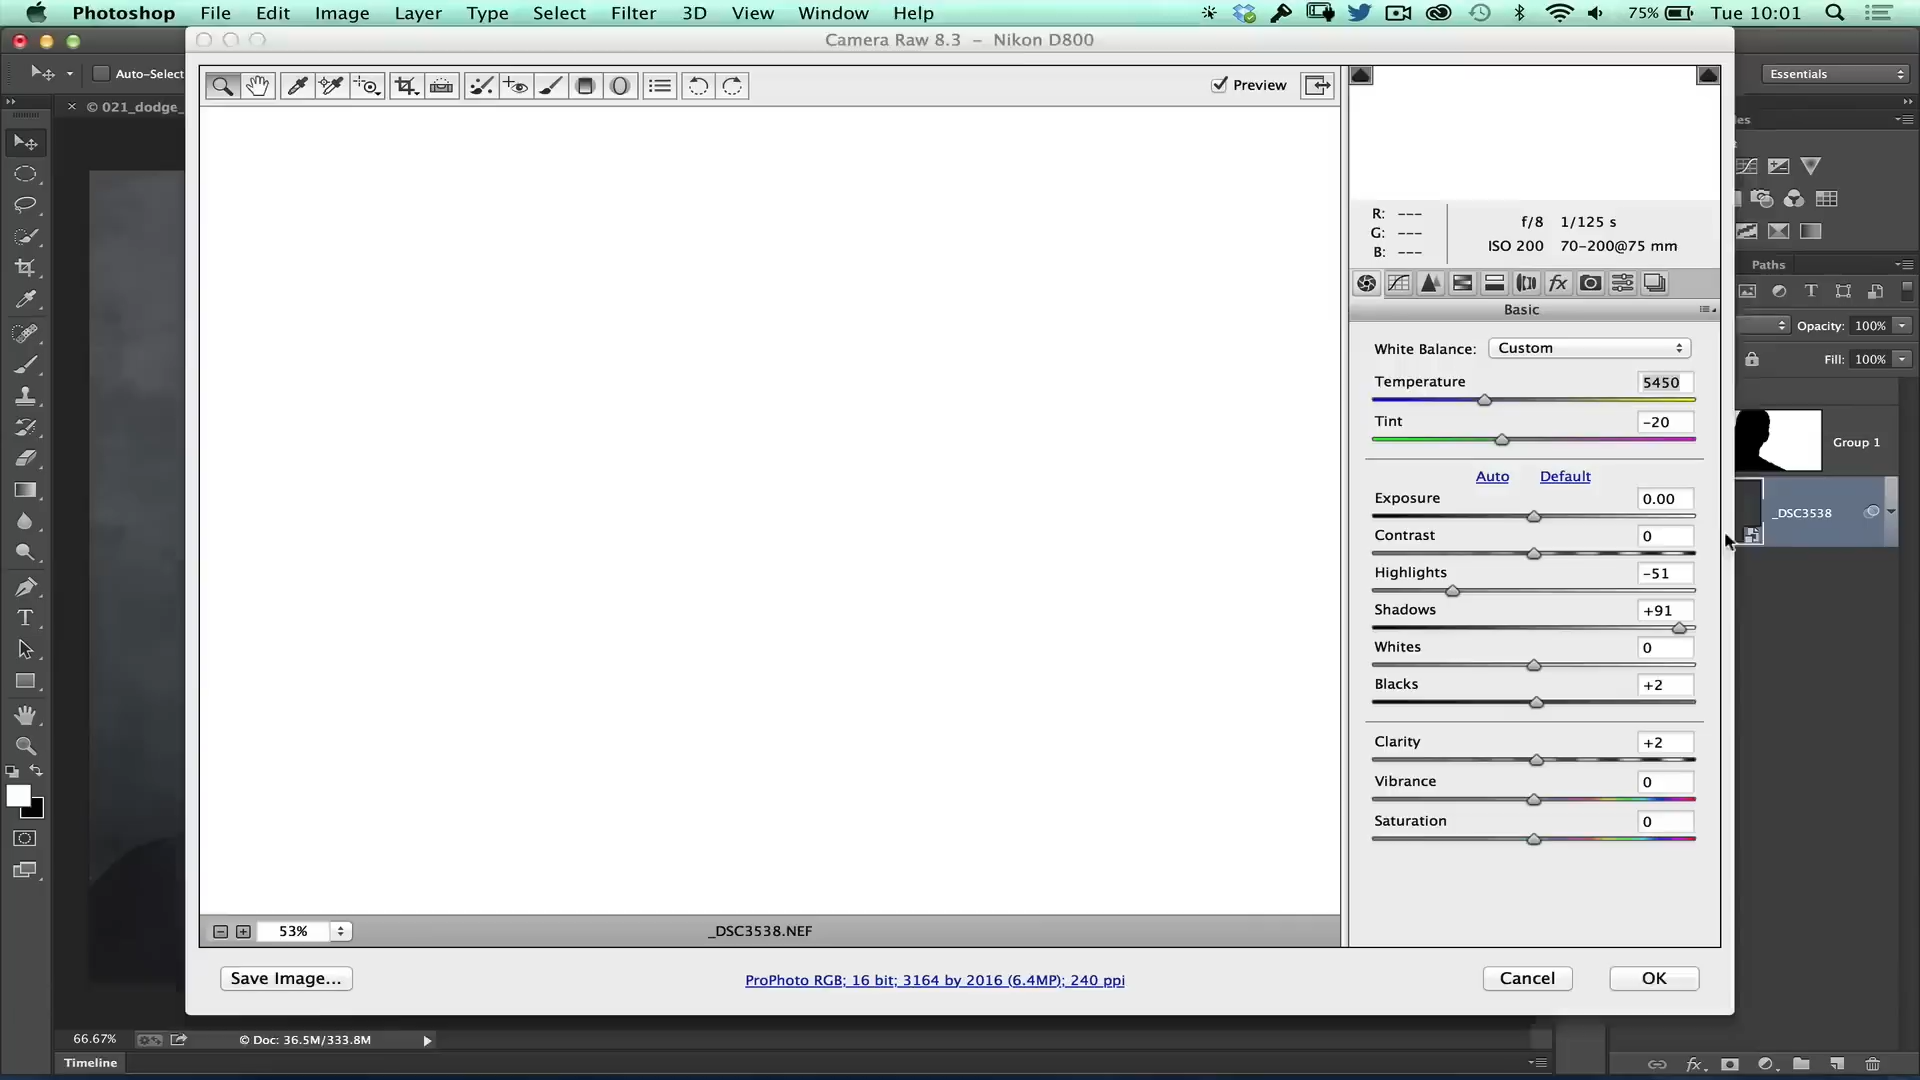 Photoshop File Edit Image Layer Type Select Filter 3D View Window Help 75% Tue 10:01
Camera Raw 8.3 – Nikon D800
Auto-Select
Essentials
Preview
© 021_dodge_
R: ---
G: ---
B: ---
f/8 1/125 s
ISO 200 70-200@75 mm
Paths
Basic
Opacity: 100%
White Balance: Custom
Fill: 100%
Temperature 5450
Tint -20
Group 1
Auto Default
Exposure 0.00
_DSC3538
Contrast 0
Highlights -51
Shadows +91
Whites 0
Blacks +2
Clarity +2
Vibrance 0
Saturation 0
53%
_DSC3538.NEF
Save Image...
ProPhoto RGB; 16 bit; 3164 by 2016 (6.4MP); 240 ppi
Cancel OK
66.67%
© Doc: 36.5M/333.8M
Timeline